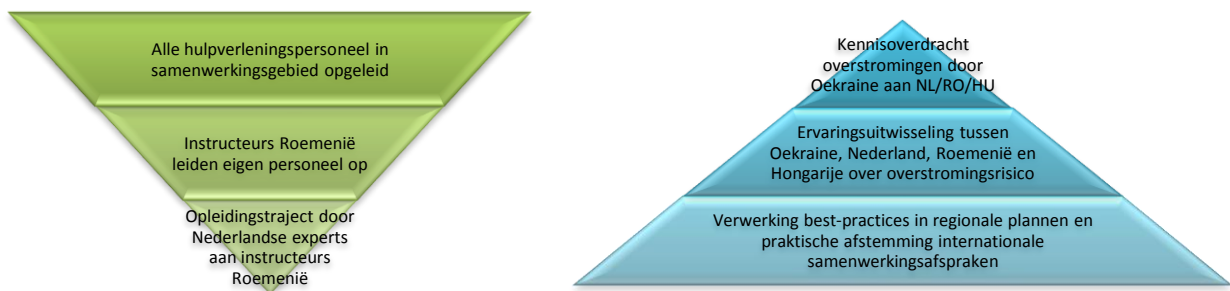 Alle hulpverleningspersoneel in
samenwerkingsgebied opgeleid
Instructeurs Roemenië
leiden eigen personeel op
Opleidingstraject door
Nederlandse experts
aan instructeurs
Roemenië
Kennisoverdracht
overstromingen door
Oekraine aan NL/RO/HU
Ervaringsuitwisseling tussen
Oekraine, Nederland, Roemenië en
Hongarije over overstromingsrisico
Verwerking best-practices in regionale plannen en
praktische afstemming internationale
samenwerkingsafspraken